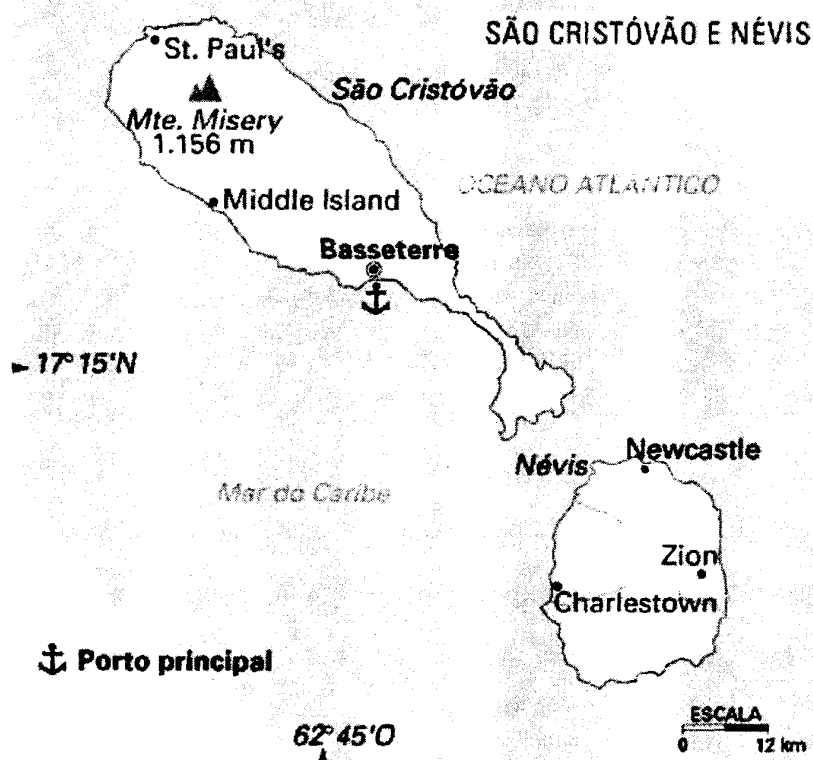 SÃO CRISTÓVÃO E NÉVIS
St. Paul's
São Cristóvão
Mte. Misery
1.156 m
OCEANO ATLÂNTICO
Middle Island
Basseterre
17°15'N
Newcastle
Névis
Mar do Caribe
Zion
Charlestown
Porto principal
ESCALA
62°45'O
0 12 km